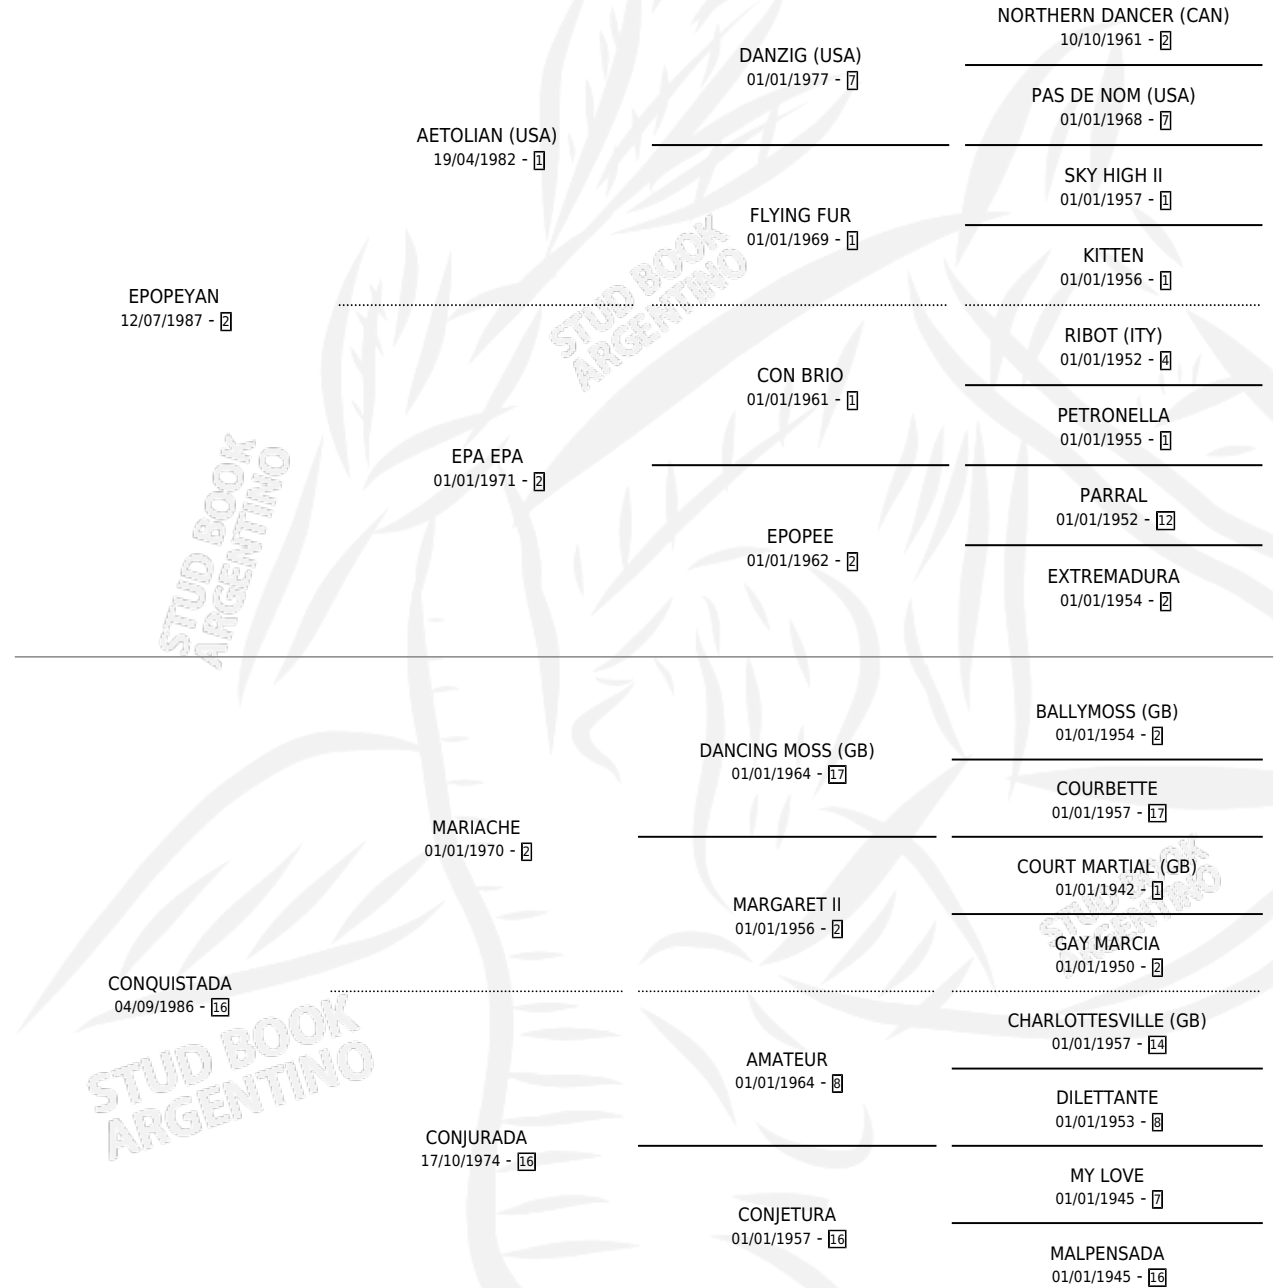 NORTHERN DANCER (CAN)
10/10/1961 - 2
DANZIG (USA)
01/01/1977 - 7
PAS DE NOM (USA)
01/01/1968 - 7
AETOLIAN (USA)
19/04/1982 - 1
SKY HIGH II
01/01/1957 - 1
FLYING FUR
01/01/1969 - 1
KITTEN
01/01/1956 - 1
EPOPEYAN
12/07/1987 - 2
STUD BOOK
ARGENTINO
RIBOT (ITY)
01/01/1952 - 4
CON BRIO
01/01/1961 - 1
PETRONELLA
01/01/1955 - 1
EPA EPA
01/01/1971 - 2
PARRAL
01/01/1952 - 12
EPOPEE
01/01/1962 - 2
EXTREMADURA
01/01/1954 - 2
STUD BOOK
ARGENTINO
BALLYMOSS (GB)
01/01/1954 - 2
DANCING MOSS (GB)
01/01/1964 - 17
COURBETTE
01/01/1957 - 17
MARIACHE
01/01/1970 - 2
COURT MARTIAL (GB)
01/01/1942 - 1
MARGARET II
01/01/1956 - 2
GAY MARCIA
01/01/1950 - 2
STUD BOOK
ARGENTINO
CONQUISTADA
04/09/1986 - 16
CHARLOTTESVILLE (GB)
01/01/1957 - 14
AMATEUR
01/01/1964 - 8
DILETTANTE
01/01/1953 - 8
STUD BOOK
ARGENTINO
CONJURADA
17/10/1974 - 16
MY LOVE
01/01/1945 - 7
CONJETURA
01/01/1957 - 16
MALPENSADA
01/01/1945 - 16